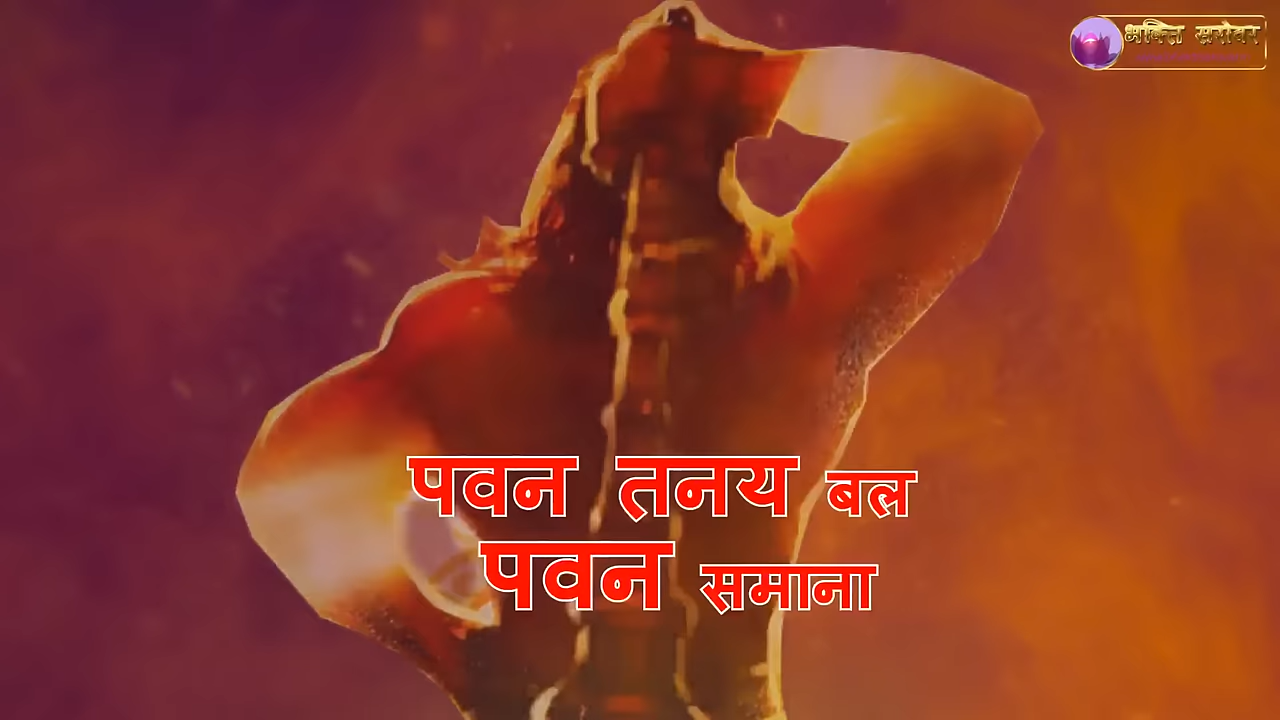 भक्ति सरोवर
पवन तनय बल
पवन समाना